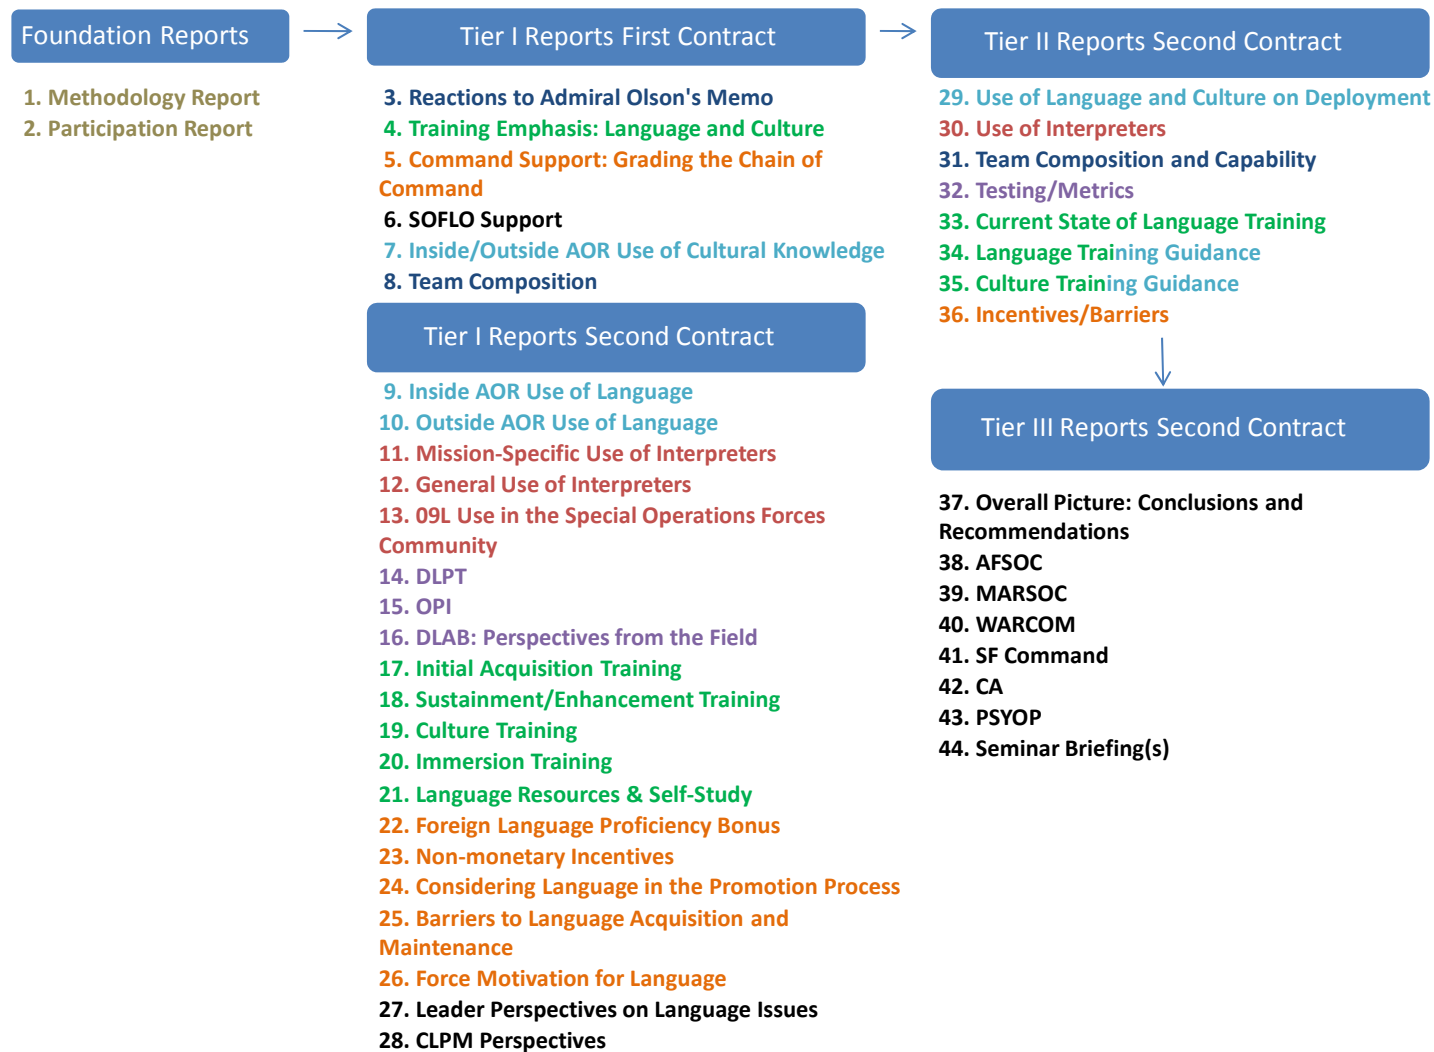 Foundation Reports
1. Methodology Report
2. Participation Report
Tier I Reports First Contract
3. Reactions to Admiral Olson's Memo
4. Training Emphasis: Language and Culture
5. Command Support: Grading the Chain of
Command
6. SOFLO Support
7. Inside/Outside AOR Use of Cultural Knowledge
8. Team Composition
Tier I Reports Second Contract
9. Inside AOR Use of Language
10. Outside AOR Use of Language
11. Mission-Specific Use of Interpreters
12. General Use of Interpreters
13. 09L Use in the Special Operations Forces
Community
14. DLPT
15. OPI
16. DLAB: Perspectives from the Field
17. Initial Acquisition Training
18. Sustainment/Enhancement Training
19. Culture Training
20. Immersion Training
21. Language Resources & Self-Study
22. Foreign Language Proficiency Bonus
23. Non-monetary Incentives
24. Considering Language in the Promotion Process
25. Barriers to Language Acquisition and
Maintenance
26. Force Motivation for Language
27. Leader Perspectives on Language Issues
28. CLPM Perspectives
Tier II Reports Second Contract
29. Use of Language and Culture on Deployment
30. Use of Interpreters
31. Team Composition and Capability
32. Testing/Metrics
33. Current State of Language Training
34. Language Training Guidance
35. Culture Training Guidance
36. Incentives/Barriers
Tier III Reports Second Contract
37. Overall Picture: Conclusions and
Recommendations
38. AFSOC
39. MARSOC
40. WARCOM
41. SF Command
42. CA
43. PSYOP
44. Seminar Briefing(s)